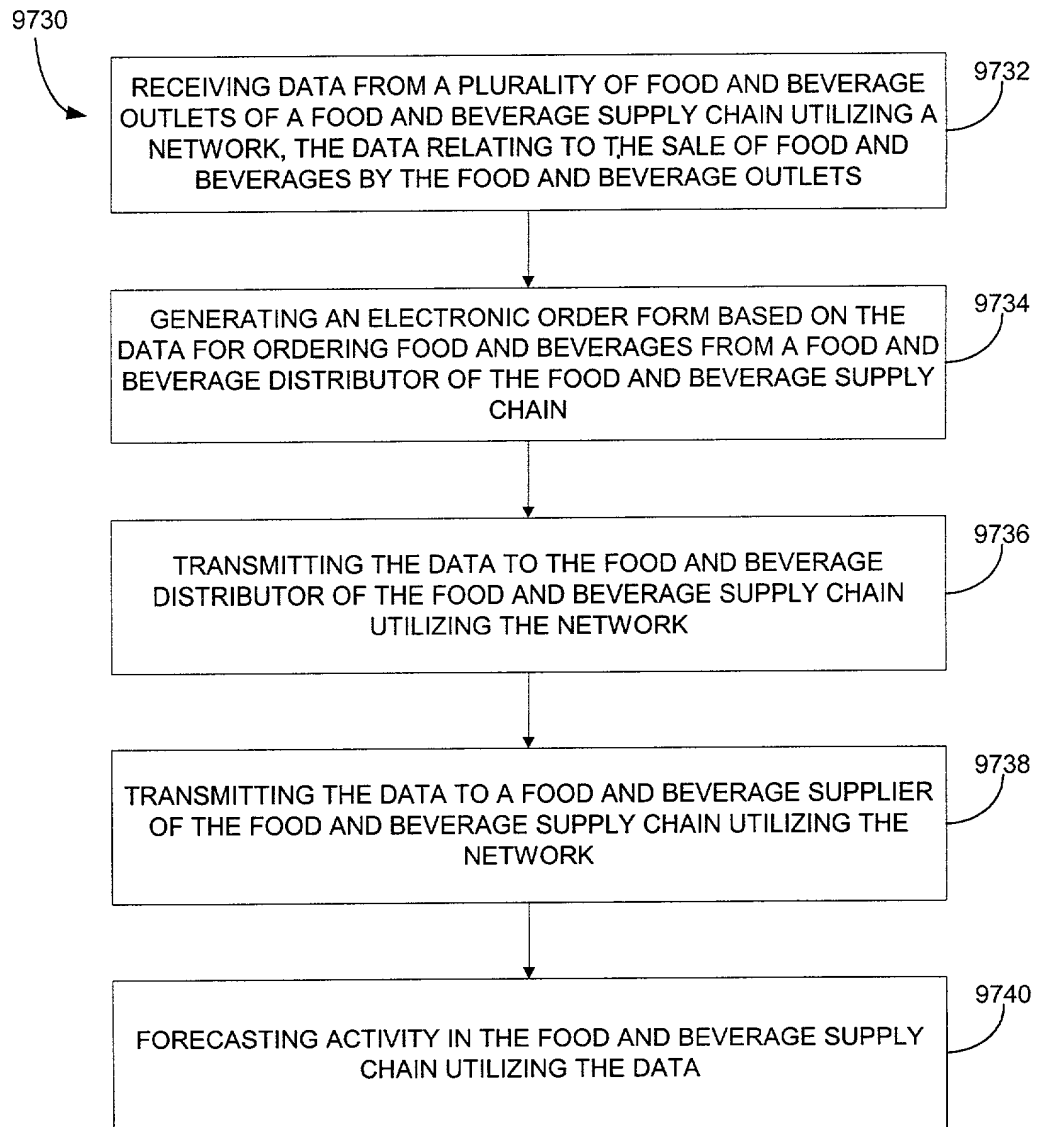 9730
RECEIVING DATA FROM A PLURALITY OF FOOD AND BEVERAGE
OUTLETS OF A FOOD AND BEVERAGE SUPPLY CHAIN UTILIZING A
NETWORK, THE DATA RELATING TO THE SALE OF FOOD AND
BEVERAGES BY THE FOOD AND BEVERAGE OUTLETS
9732
GENERATING AN ELECTRONIC ORDER FORM BASED ON THE
DATA FOR ORDERING FOOD AND BEVERAGES FROM A FOOD AND
BEVERAGE DISTRIBUTOR OF THE FOOD AND BEVERAGE SUPPLY
CHAIN
9734
TRANSMITTING THE DATA TO THE FOOD AND BEVERAGE
DISTRIBUTOR OF THE FOOD AND BEVERAGE SUPPLY CHAIN
UTILIZING THE NETWORK
9736
TRANSMITTING THE DATA TO A FOOD AND BEVERAGE SUPPLIER
OF THE FOOD AND BEVERAGE SUPPLY CHAIN UTILIZING THE
NETWORK
9738
FORECASTING ACTIVITY IN THE FOOD AND BEVERAGE SUPPLY
CHAIN UTILIZING THE DATA
9740